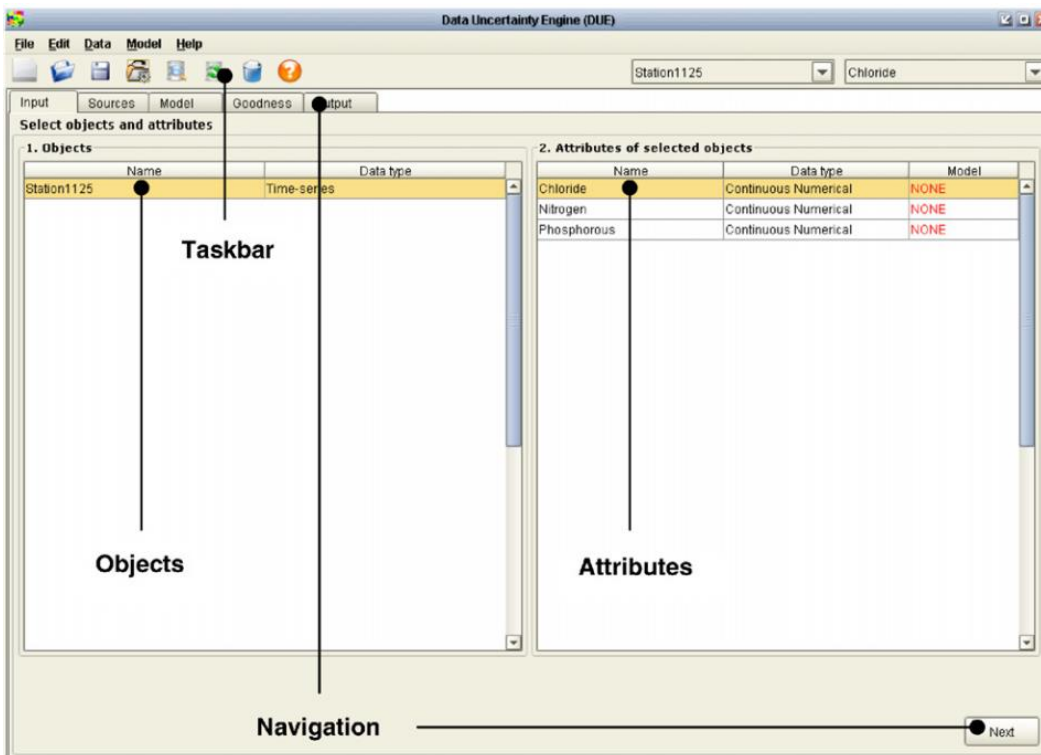 Data Uncertainty Engine (DUE)
File Edit Data Model Help
Station1125 Chloride
Input Sources Model Goodness Output
Select objects and attributes
1. Objects
Name Data type
Station1125 Time-series
2. Attributes of selected objects
Name Data type Model
Chloride Continuous Numerical NONE
Nitrogen Continuous Numerical NONE
Phosphorous Continuous Numerical NONE
Taskbar
Objects
Attributes
Navigation
Next